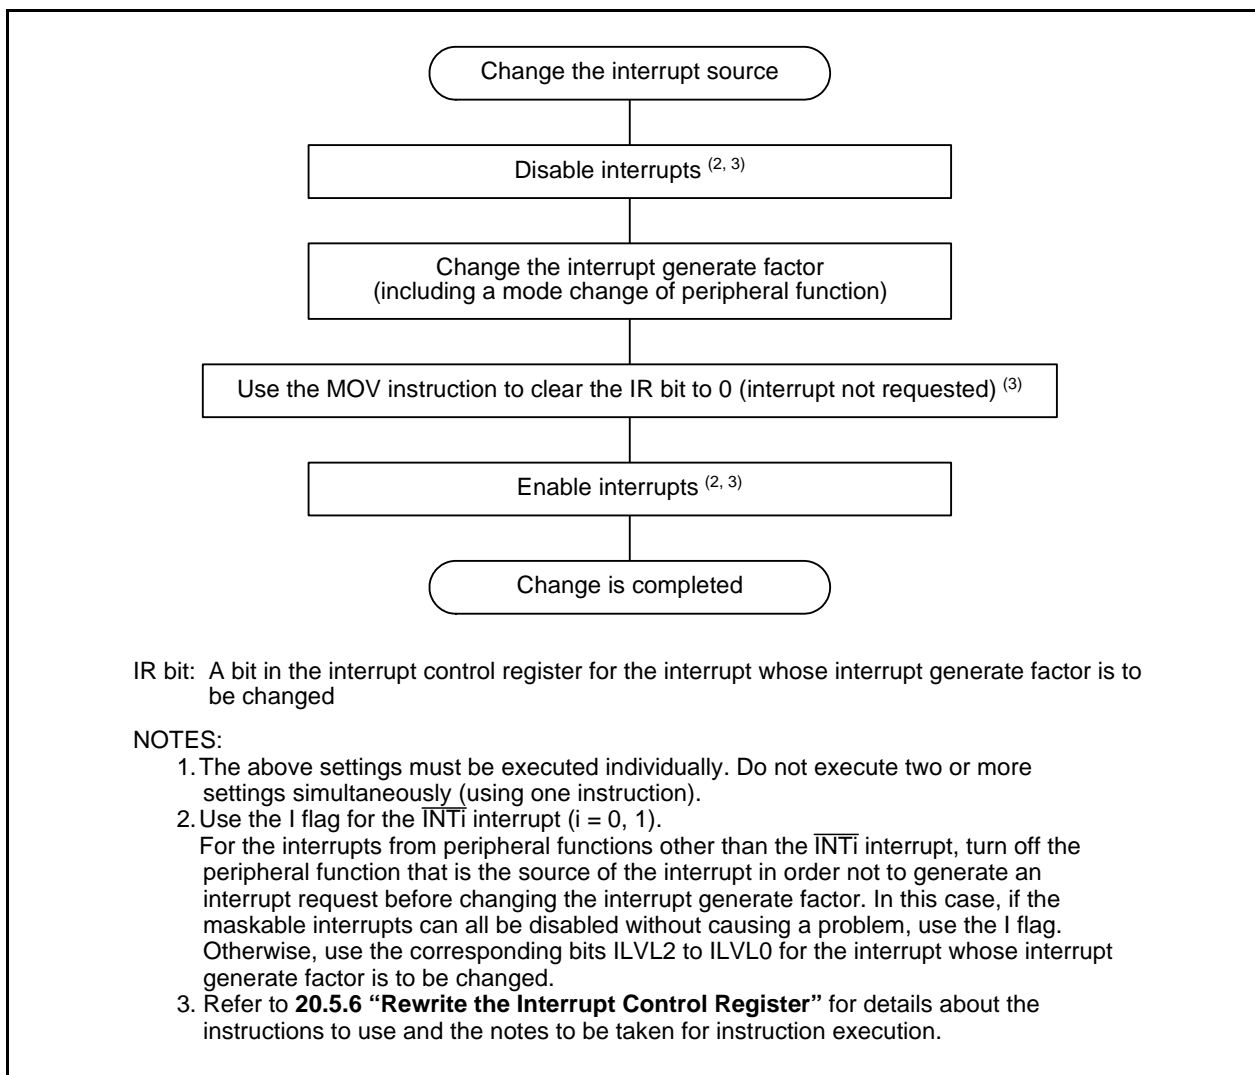 Change the interrupt source
Disable interrupts (2, 3)
Change the interrupt generate factor
(including a mode change of peripheral function)
Use the MOV instruction to clear the IR bit to 0 (interrupt not requested) (3)
Enable interrupts (2, 3)
Change is completed
IR bit: A bit in the interrupt control register for the interrupt whose interrupt generate factor is to
be changed
NOTES:
1. The above settings must be executed individually. Do not execute two or more
settings simultaneously (using one instruction).
2. Use the I flag for the INTi interrupt (i = 0, 1).
For the interrupts from peripheral functions other than the INTi interrupt, turn off the
peripheral function that is the source of the interrupt in order not to generate an
interrupt request before changing the interrupt generate factor. In this case, if the
maskable interrupts can all be disabled without causing a problem, use the I flag.
Otherwise, use the corresponding bits ILVL2 to ILVL0 for the interrupt whose interrupt
generate factor is to be changed.
3. Refer to 20.5.6 “Rewrite the Interrupt Control Register” for details about the
instructions to use and the notes to be taken for instruction execution.